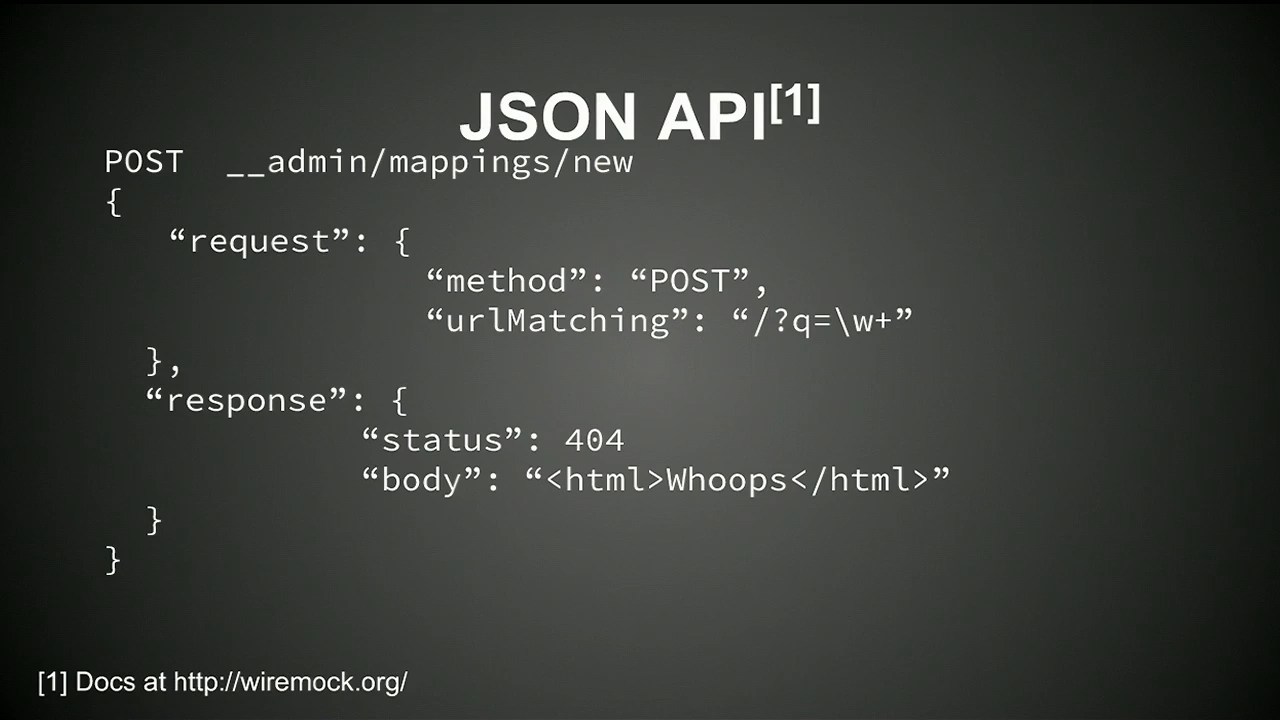 JSON API[1]
POST  __admin/mappings/new
{
“request”: {
“method”: “POST”,
“urlMatching”: “/?q=\w+”
},
“response”: {
“status”: 404
“body”: “<html>Whoops</html>”
}
}
[1] Docs at http://wiremock.org/